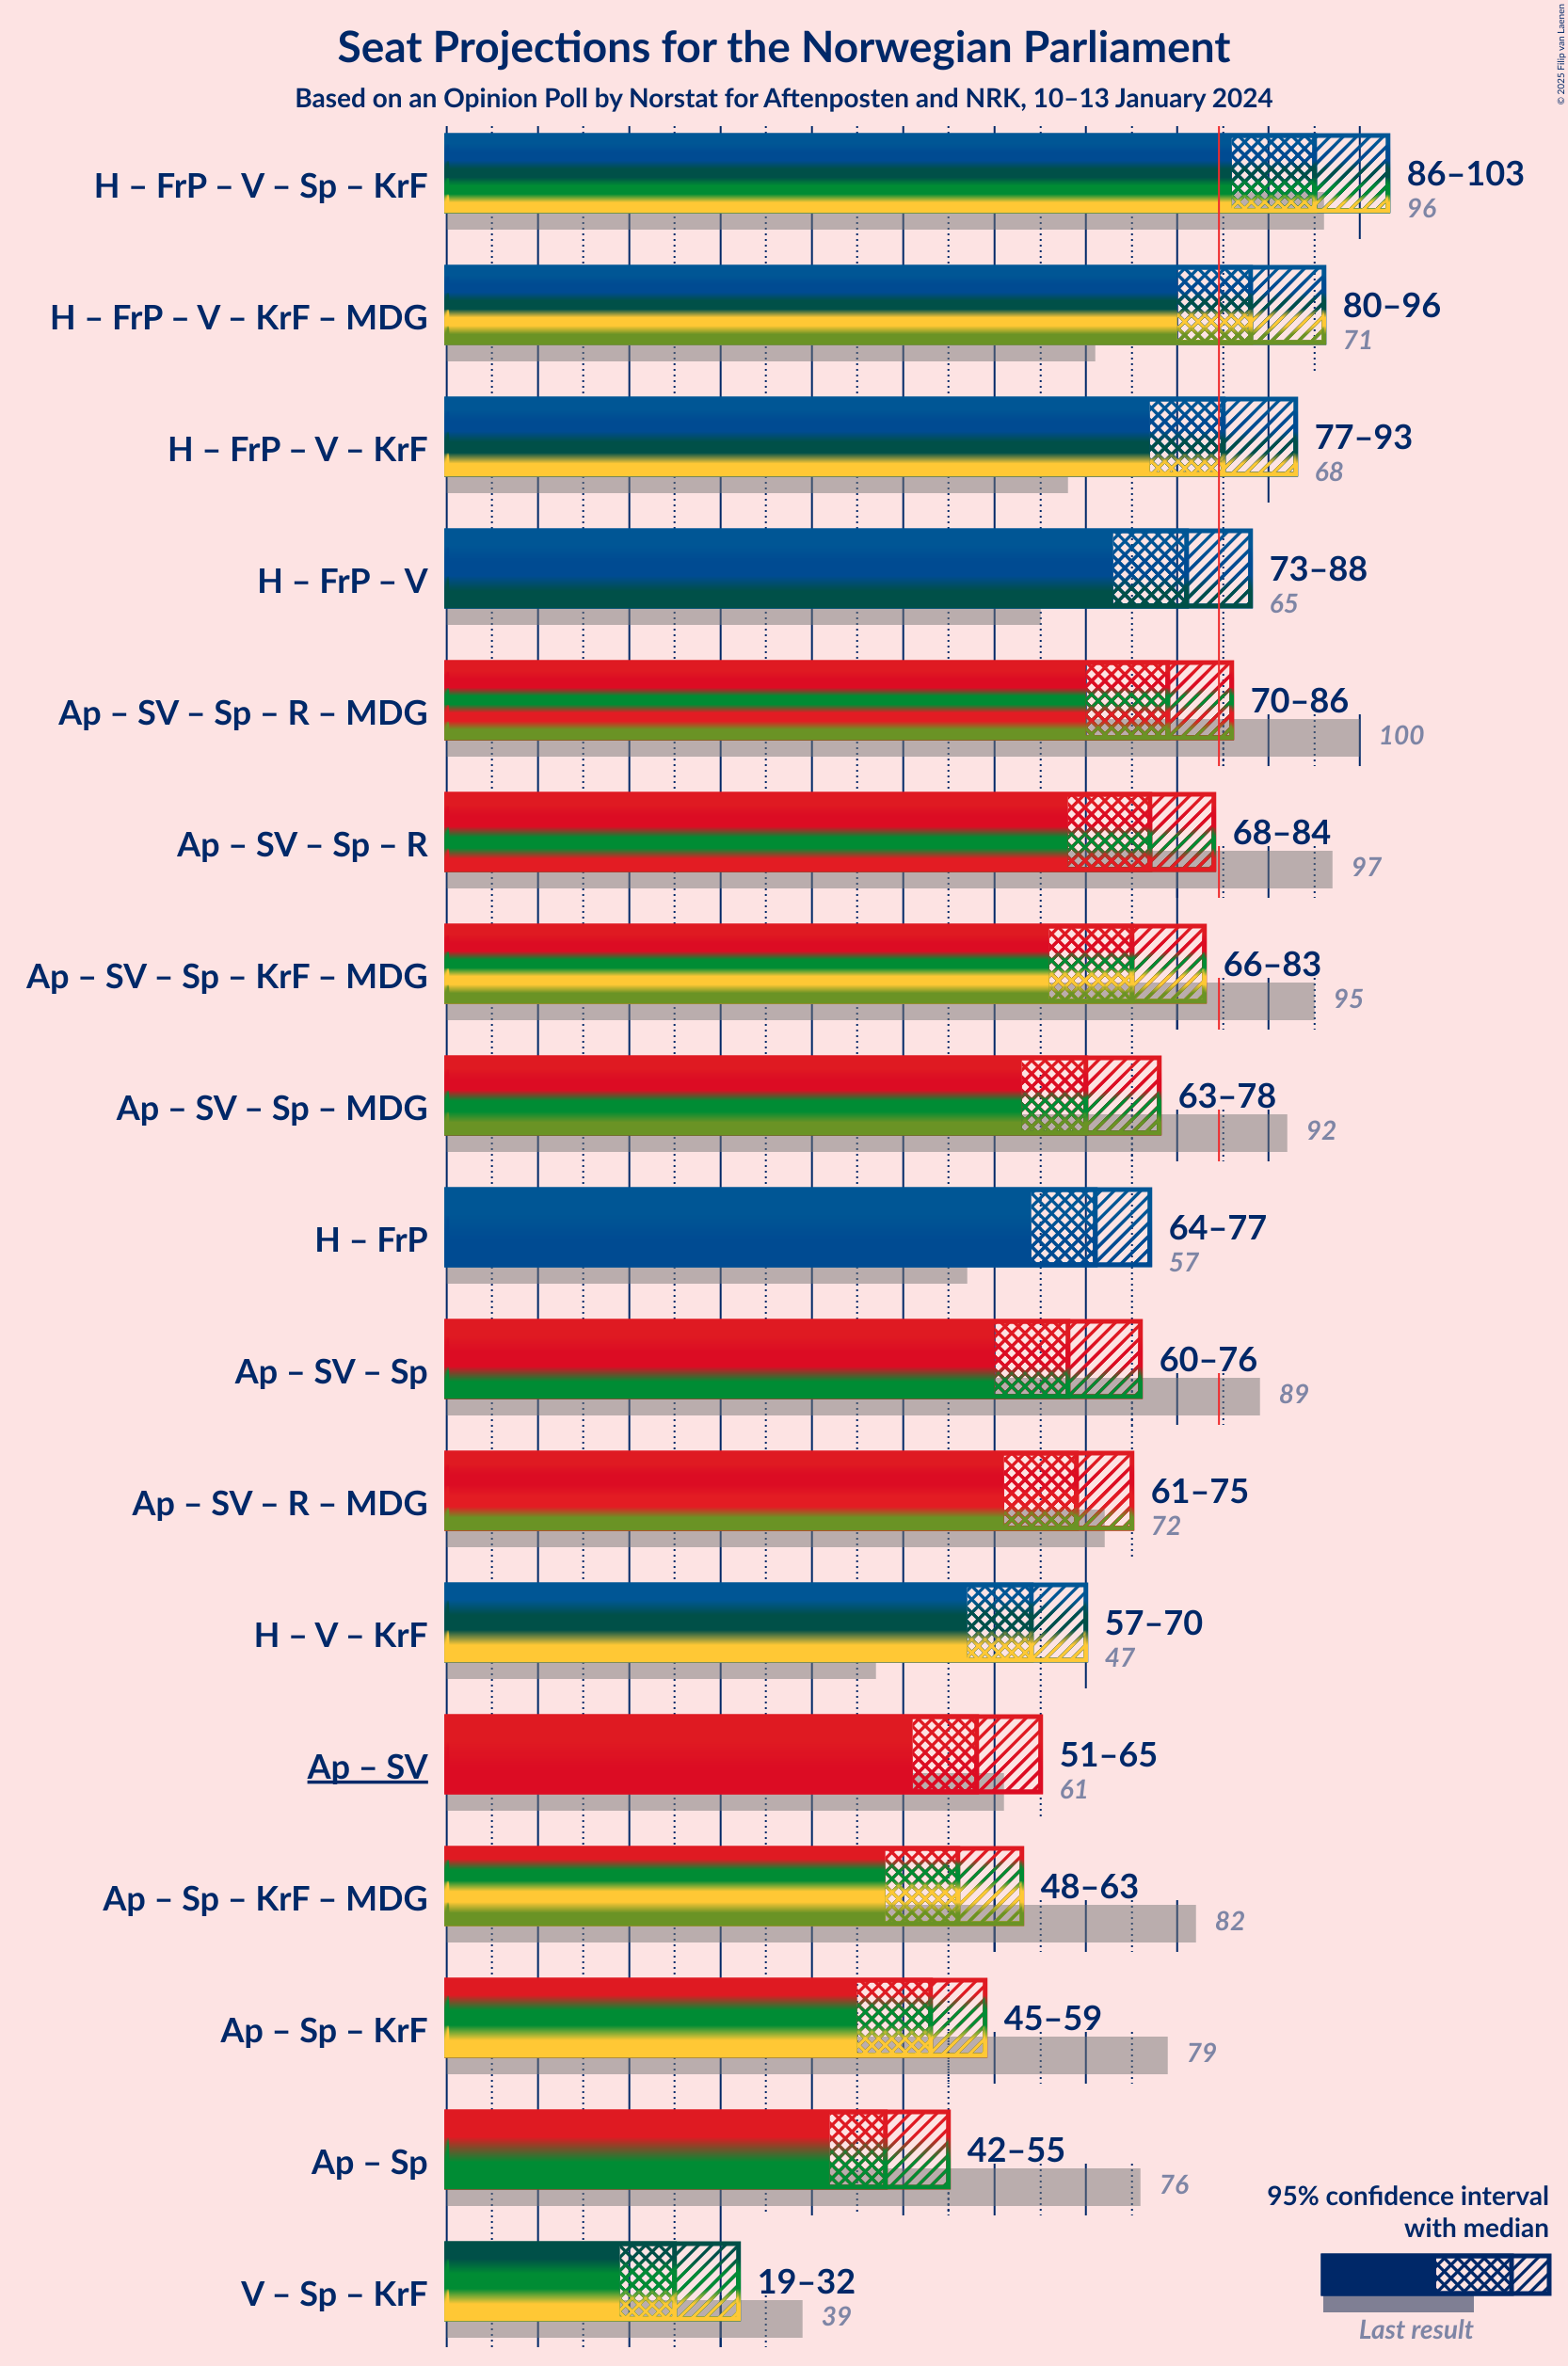 © 2025 Filip van Laenen
Seat Projections for the Norwegian Parliament
Based on an Opinion Poll by Norstat for Aftenposten and NRK, 10–13 January 2024
H – FrP – V – Sp – KrF
86–103
96
H – FrP – V – KrF – MDG
80–96
71
H – FrP – V – KrF
77–93
68
H – FrP – V
73–88
65
Ap – SV – Sp – R – MDG
70–86
100
Ap – SV – Sp – R
68–84
97
Ap – SV – Sp – KrF – MDG
66–83
95
Ap – SV – Sp – MDG
63–78
92
H – FrP
64–77
57
Ap – SV – Sp
60–76
89
Ap – SV – R – MDG
61–75
72
H – V – KrF
57–70
47
Ap – SV
51–65
61
Ap – Sp – KrF – MDG
48–63
82
Ap – Sp – KrF
45–59
79
Ap – Sp
42–55
76
V – Sp – KrF
19–32
39
95% confidence interval
with median
Last result